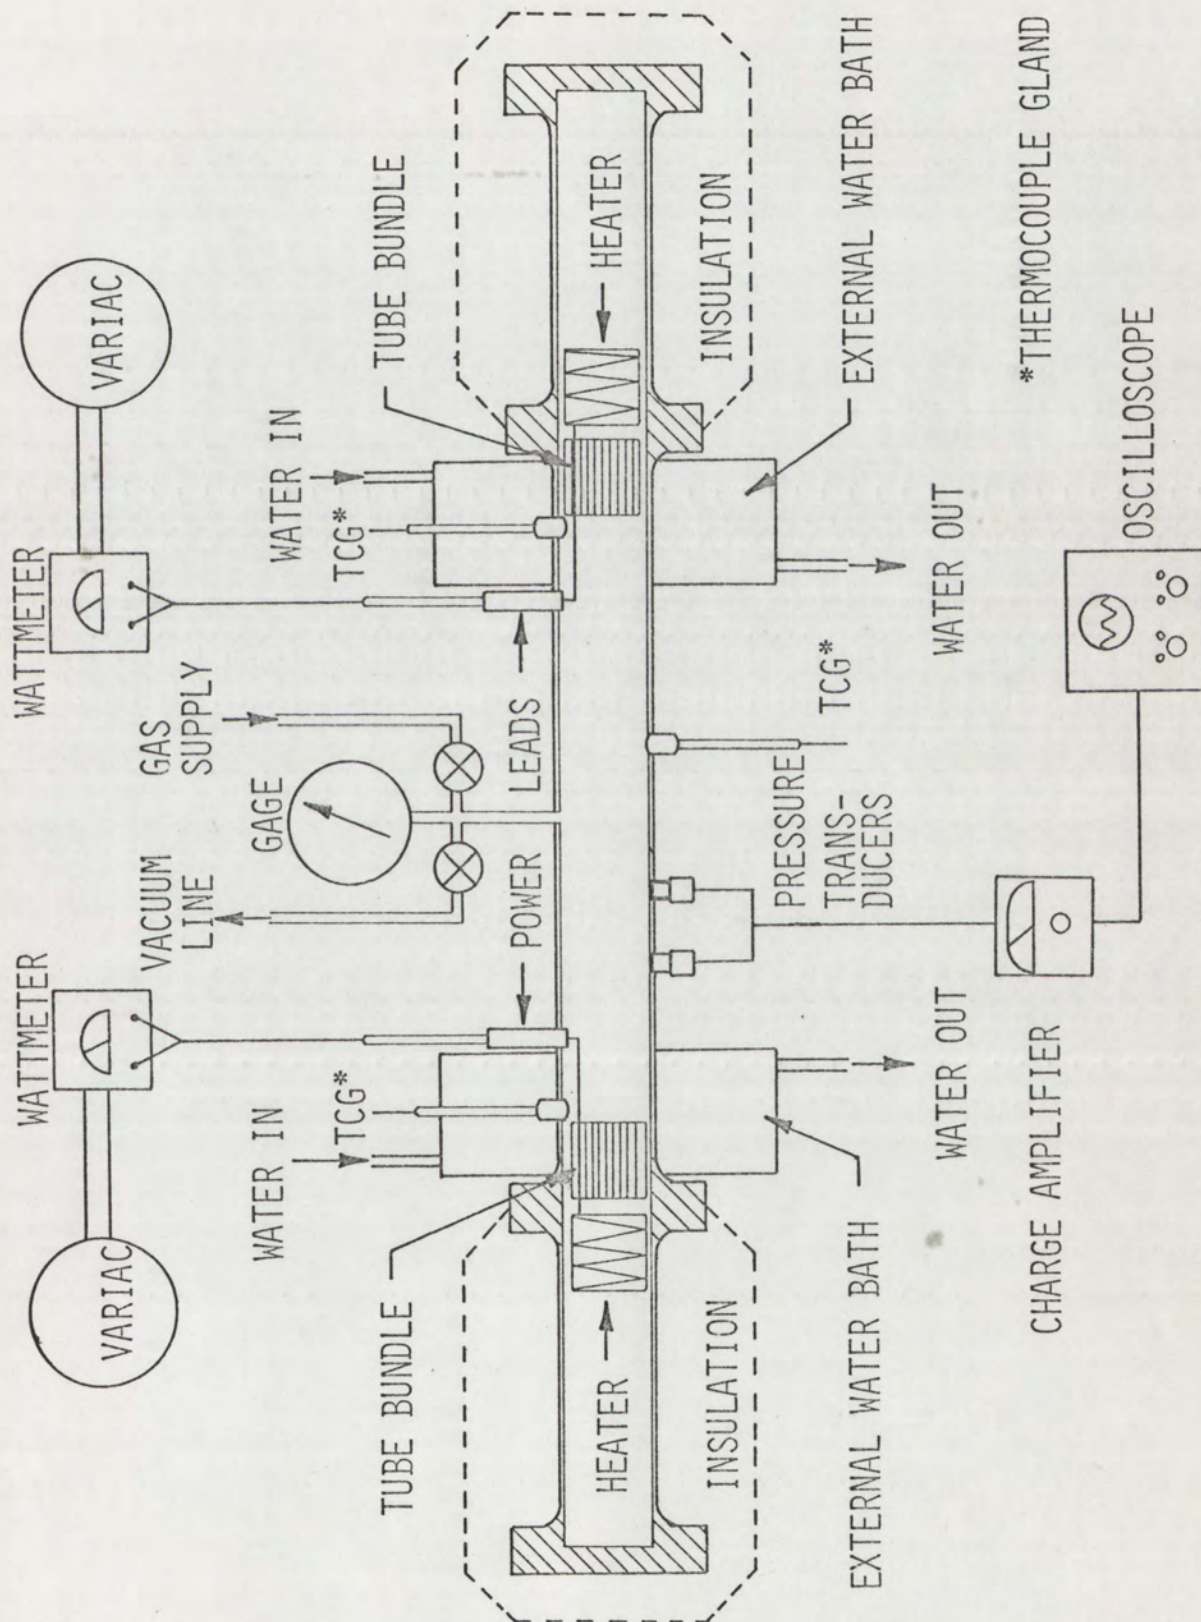 VARIAC
WATTMETER
WATTMETER
VARIAC
VACUUM
LINE
GAGE
GAS
SUPPLY
WATER IN
TCG*
WATER IN
TCG*
TUBE BUNDLE
POWER
LEADS
TUBE BUNDLE
HEATER
HEATER
INSULATION
INSULATION
PRESSURE
TRANS-
DUCERS
TCG*
EXTERNAL WATER BATH
WATER OUT
WATER OUT
EXTERNAL WATER BATH
CHARGE AMPLIFIER
OSCILLOSCOPE
*THERMOCOUPLE GLAND